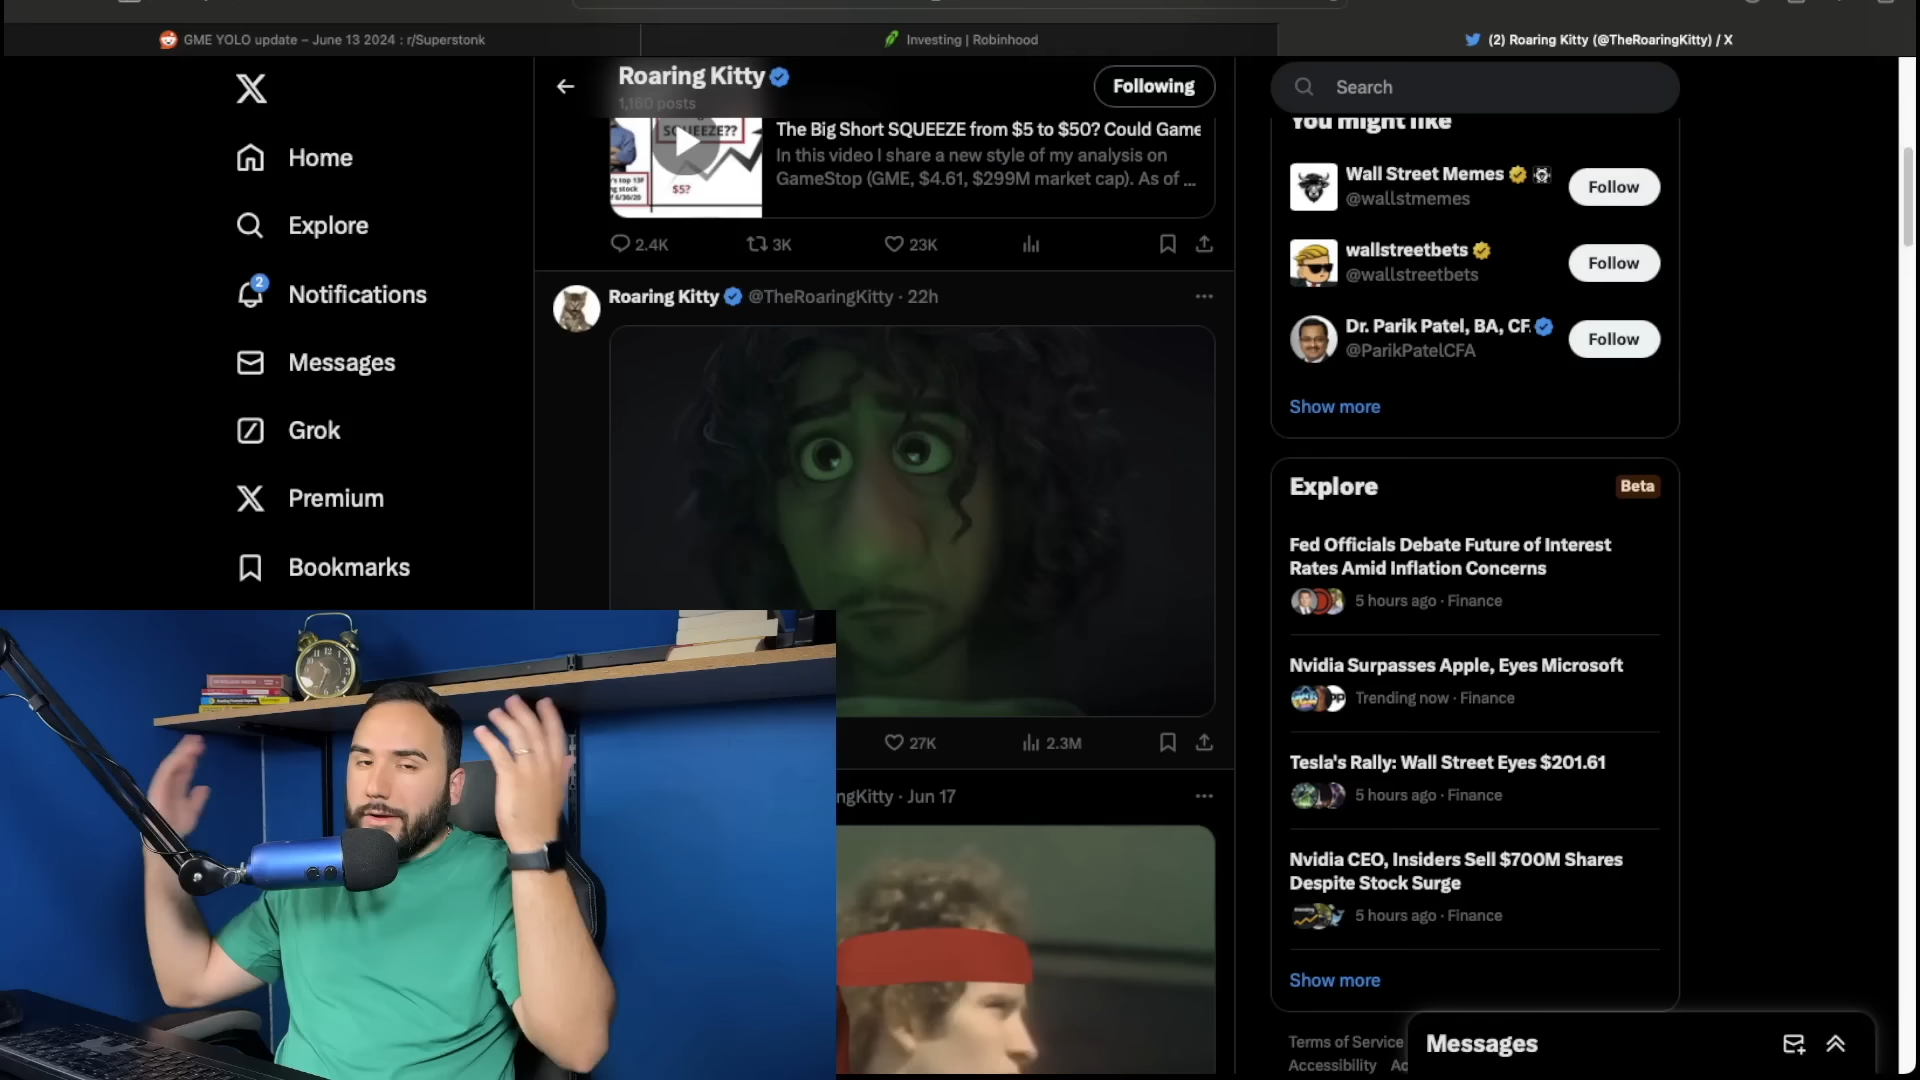 GME YOLO update – June 13 2024 : r/Superstonk
Investing | Robinhood
(2) Roaring Kitty (@TheRoaringKitty) / X
Home
Explore
2
Notifications
Messages
Grok
Premium
Bookmarks
Roaring Kitty
1,160 posts
Following
SQUEEZE??
$5?
The Big Short SQUEEZE from $5 to $50? Could Game
In this video I share a new style of my analysis on
GameStop (GME, $4.61, $299M market cap). As of ...
2.4K
3K
23K
Roaring Kitty @TheRoaringKitty · 22h
27K
2.3M
ngKitty · Jun 17
Search
You might like
Wall Street Memes
@wallstmemes
Follow
wallstreetbets
@wallstreetbets
Follow
Dr. Parik Patel, BA, CF.
@ParikPatelCFA
Follow
Show more
Explore
Beta
Fed Officials Debate Future of Interest
Rates Amid Inflation Concerns
5 hours ago · Finance
Nvidia Surpasses Apple, Eyes Microsoft
Trending now · Finance
Tesla's Rally: Wall Street Eyes $201.61
5 hours ago · Finance
Nvidia CEO, Insiders Sell $700M Shares
Despite Stock Surge
5 hours ago · Finance
Show more
Terms of Service
Accessibility
Messages